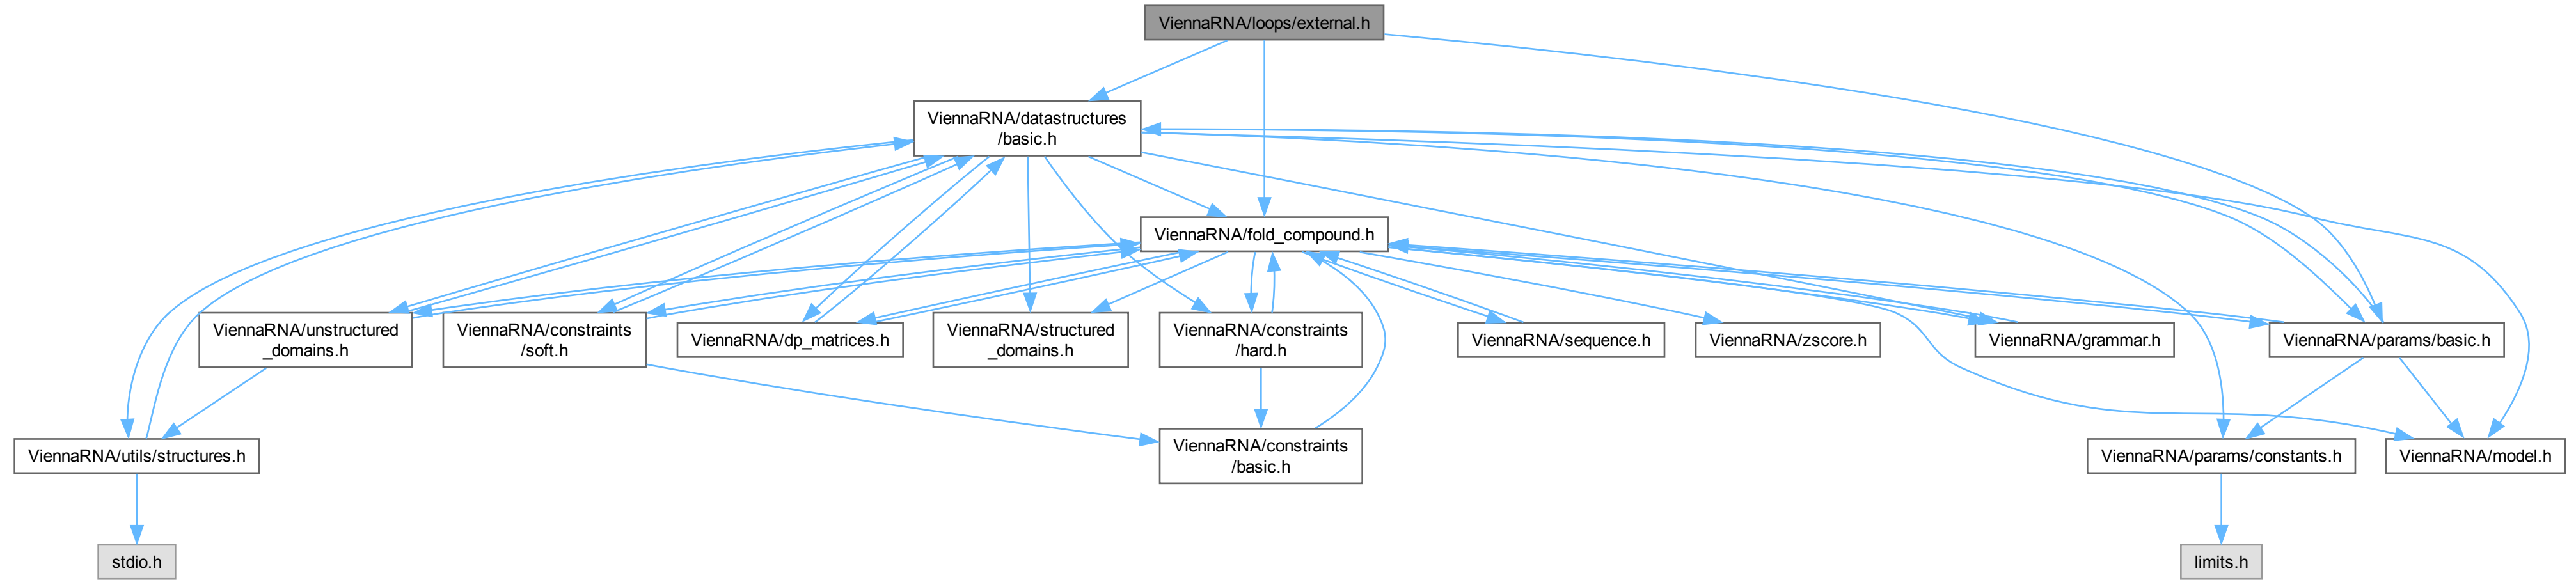 ViennaRNA/loops/external.h
ViennaRNA/datastructures
/basic.h
ViennaRNA/fold_compound.h
ViennaRNA/unstructured
_domains.h
ViennaRNA/constraints
/soft.h
ViennaRNA/dp_matrices.h
ViennaRNA/structured
_domains.h
ViennaRNA/constraints
/hard.h
ViennaRNA/sequence.h
ViennaRNA/zscore.h
ViennaRNA/grammar.h
ViennaRNA/params/basic.h
ViennaRNA/utils/structures.h
ViennaRNA/constraints
/basic.h
ViennaRNA/params/constants.h
ViennaRNA/model.h
stdio.h
limits.h